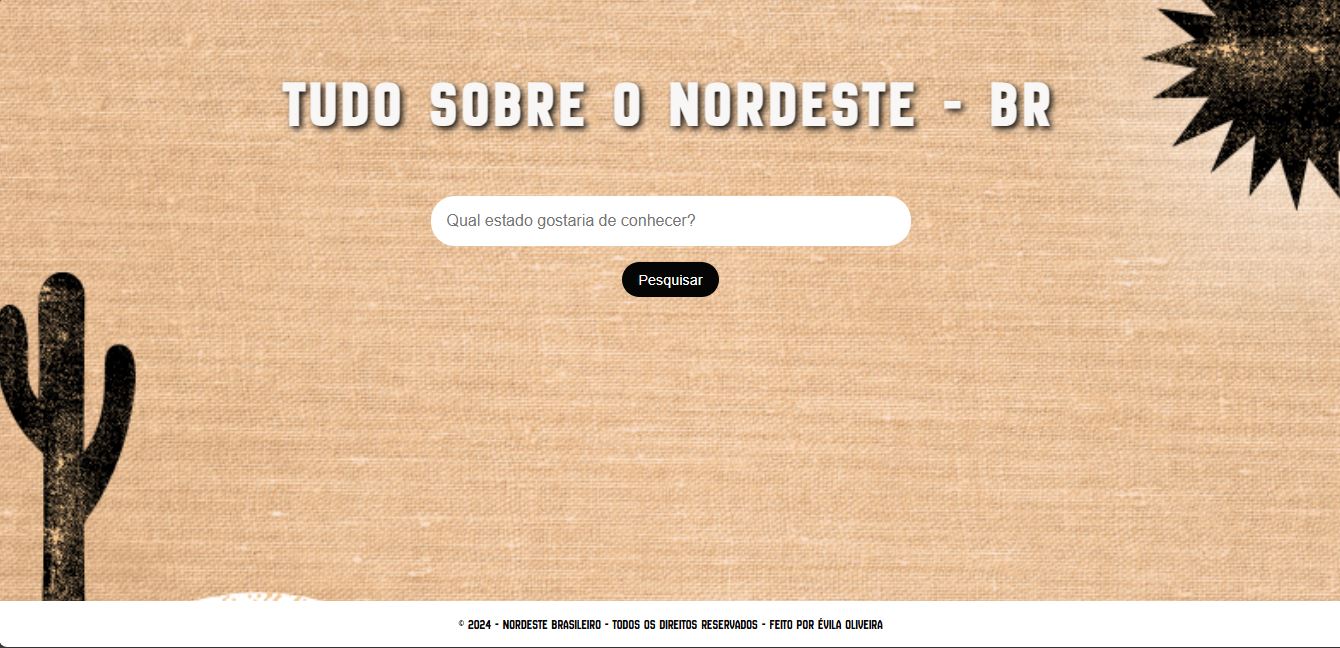 TUDO SOBRE O NORDESTE - BR
Qual estado gostaria de conhecer?
Pesquisar
© 2024 - NORDESTE BRASILEIRO - TODOS OS DIREITOS RESERVADOS - FEITO POR ÉVILA OLIVEIRA